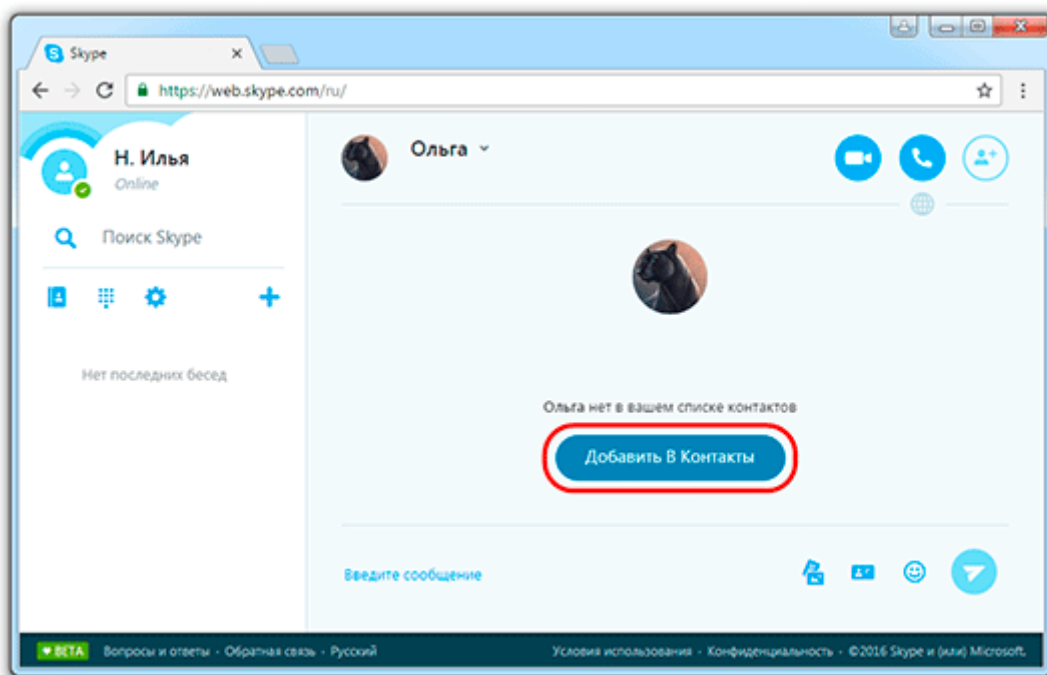 Skype
https://web.skype.com/ru/
Н. Илья
Online
Поиск Skype
Нет последних бесед
Ольга
Ольга нет в вашем списке контактов
Добавить В Контакты
Введите сообщение
BETA Вопросы и ответы · Обратная связь · Русский
Условия использования · Конфиденциальность · ©2016 Skype и (или) Microsoft.